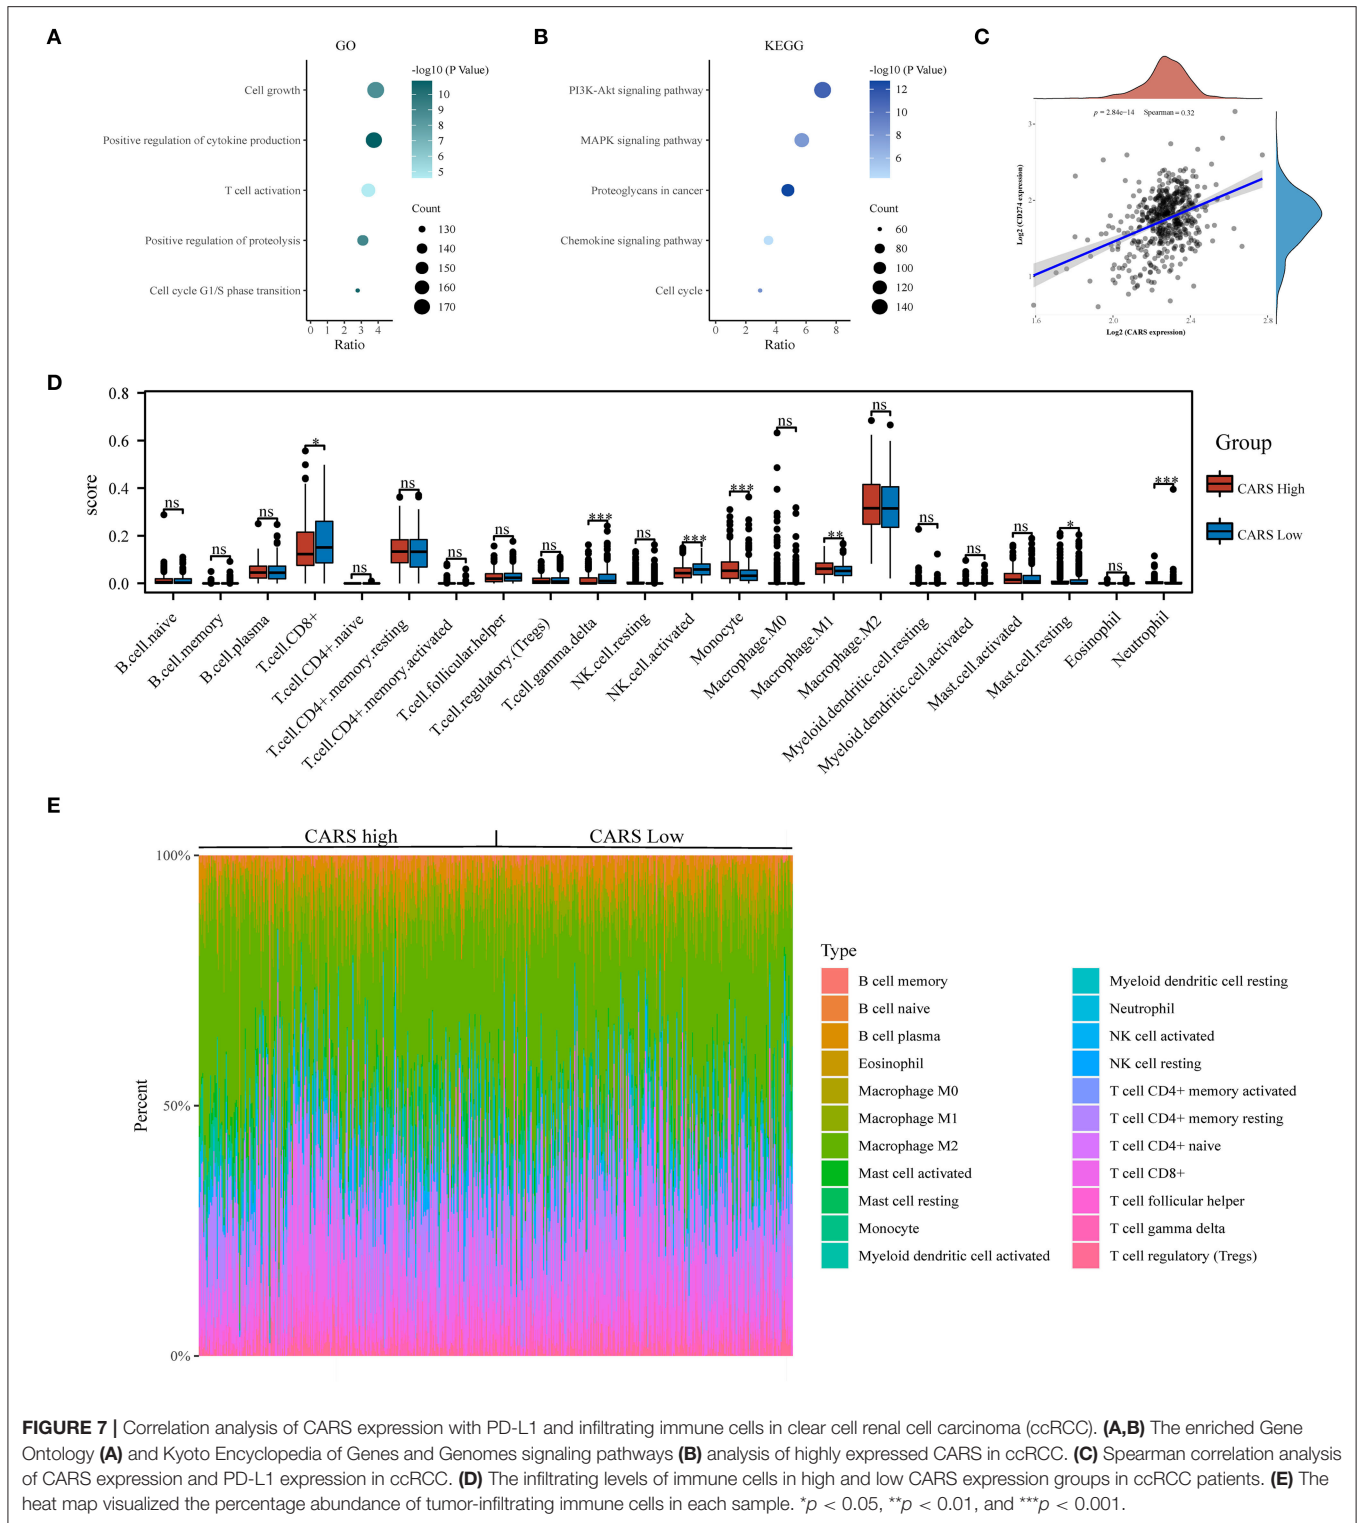 A
GO
Cell growth
Positive regulation of cytokine production
T cell activation
Positive regulation of proteolysis
Cell cycle G1/S phase transition
0 1 2 3 4
Ratio
-log10 (P Value)
10
9
8
7
6
5
Count
130
140
150
160
170
B
KEGG
PI3K-Akt signaling pathway
MAPK signaling pathway
Proteoglycans in cancer
Chemokine signaling pathway
Cell cycle
0 2 4 6 8
Ratio
-log10 (P Value)
12
10
8
6
Count
60
80
100
120
140
C
p = 2.84e−14 Spearman = 0.32
Log2 (CD274 expression)
3
2
1
1.6 2.0 2.4 2.8
Log2 (CARS expression)
D
score
0.8
0.6
0.4
0.2
0.0
ns ns ns * ns ns ns ns ns *** ns *** *** ns ** ns ns ns ns * ns ***
B.cell.naive
B.cell.memory
B.cell.plasma
T.cell.CD8+
T.cell.CD4+.naive
T.cell.CD4+.memory.resting
T.cell.CD4+.memory.activated
T.cell.follicular.helper
T.cell.regulatory.(Tregs)
T.cell.gamma.delta
NK.cell.resting
NK.cell.activated
Monocyte
Macrophage.M0
Macrophage.M1
Macrophage.M2
Myeloid.dendritic.cell.resting
Myeloid.dendritic.cell.activated
Mast.cell.activated
Mast.cell.resting
Eosinophil
Neutrophil
Group
CARS High
CARS Low
E
CARS high CARS Low
100%
50%
0%
Percent
Type
B cell memory
B cell naive
B cell plasma
Eosinophil
Macrophage M0
Macrophage M1
Macrophage M2
Mast cell activated
Mast cell resting
Monocyte
Myeloid dendritic cell activated
Myeloid dendritic cell resting
Neutrophil
NK cell activated
NK cell resting
T cell CD4+ memory activated
T cell CD4+ memory resting
T cell CD4+ naive
T cell CD8+
T cell follicular helper
T cell gamma delta
T cell regulatory (Tregs)
FIGURE 7 | Correlation analysis of CARS expression with PD-L1 and infiltrating immune cells in clear cell renal cell carcinoma (ccRCC). (A,B) The enriched Gene
Ontology (A) and Kyoto Encyclopedia of Genes and Genomes signaling pathways (B) analysis of highly expressed CARS in ccRCC. (C) Spearman correlation analysis
of CARS expression and PD-L1 expression in ccRCC. (D) The infiltrating levels of immune cells in high and low CARS expression groups in ccRCC patients. (E) The
heat map visualized the percentage abundance of tumor-infiltrating immune cells in each sample. *p < 0.05, **p < 0.01, and ***p < 0.001.